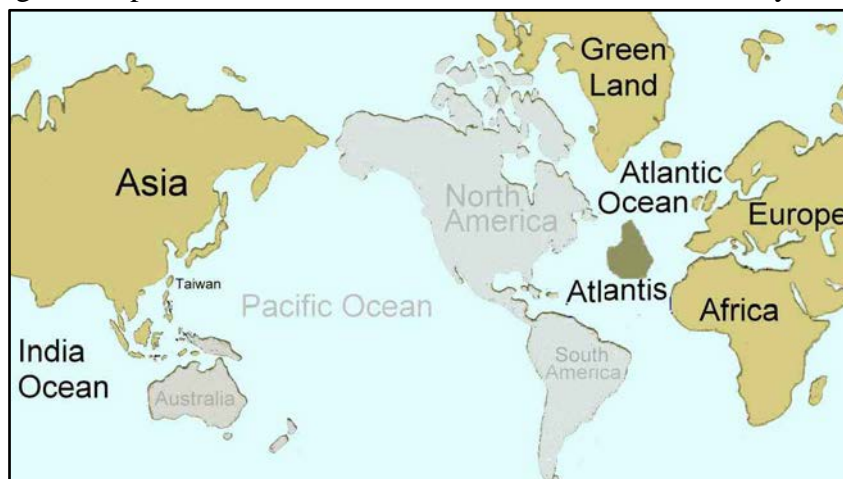 Green
Land
Asia
Atlantic
Ocean
North
America
Europe
Taiwan
Atlantis
Africa
Pacific Ocean
India
Ocean
South
America
Australia